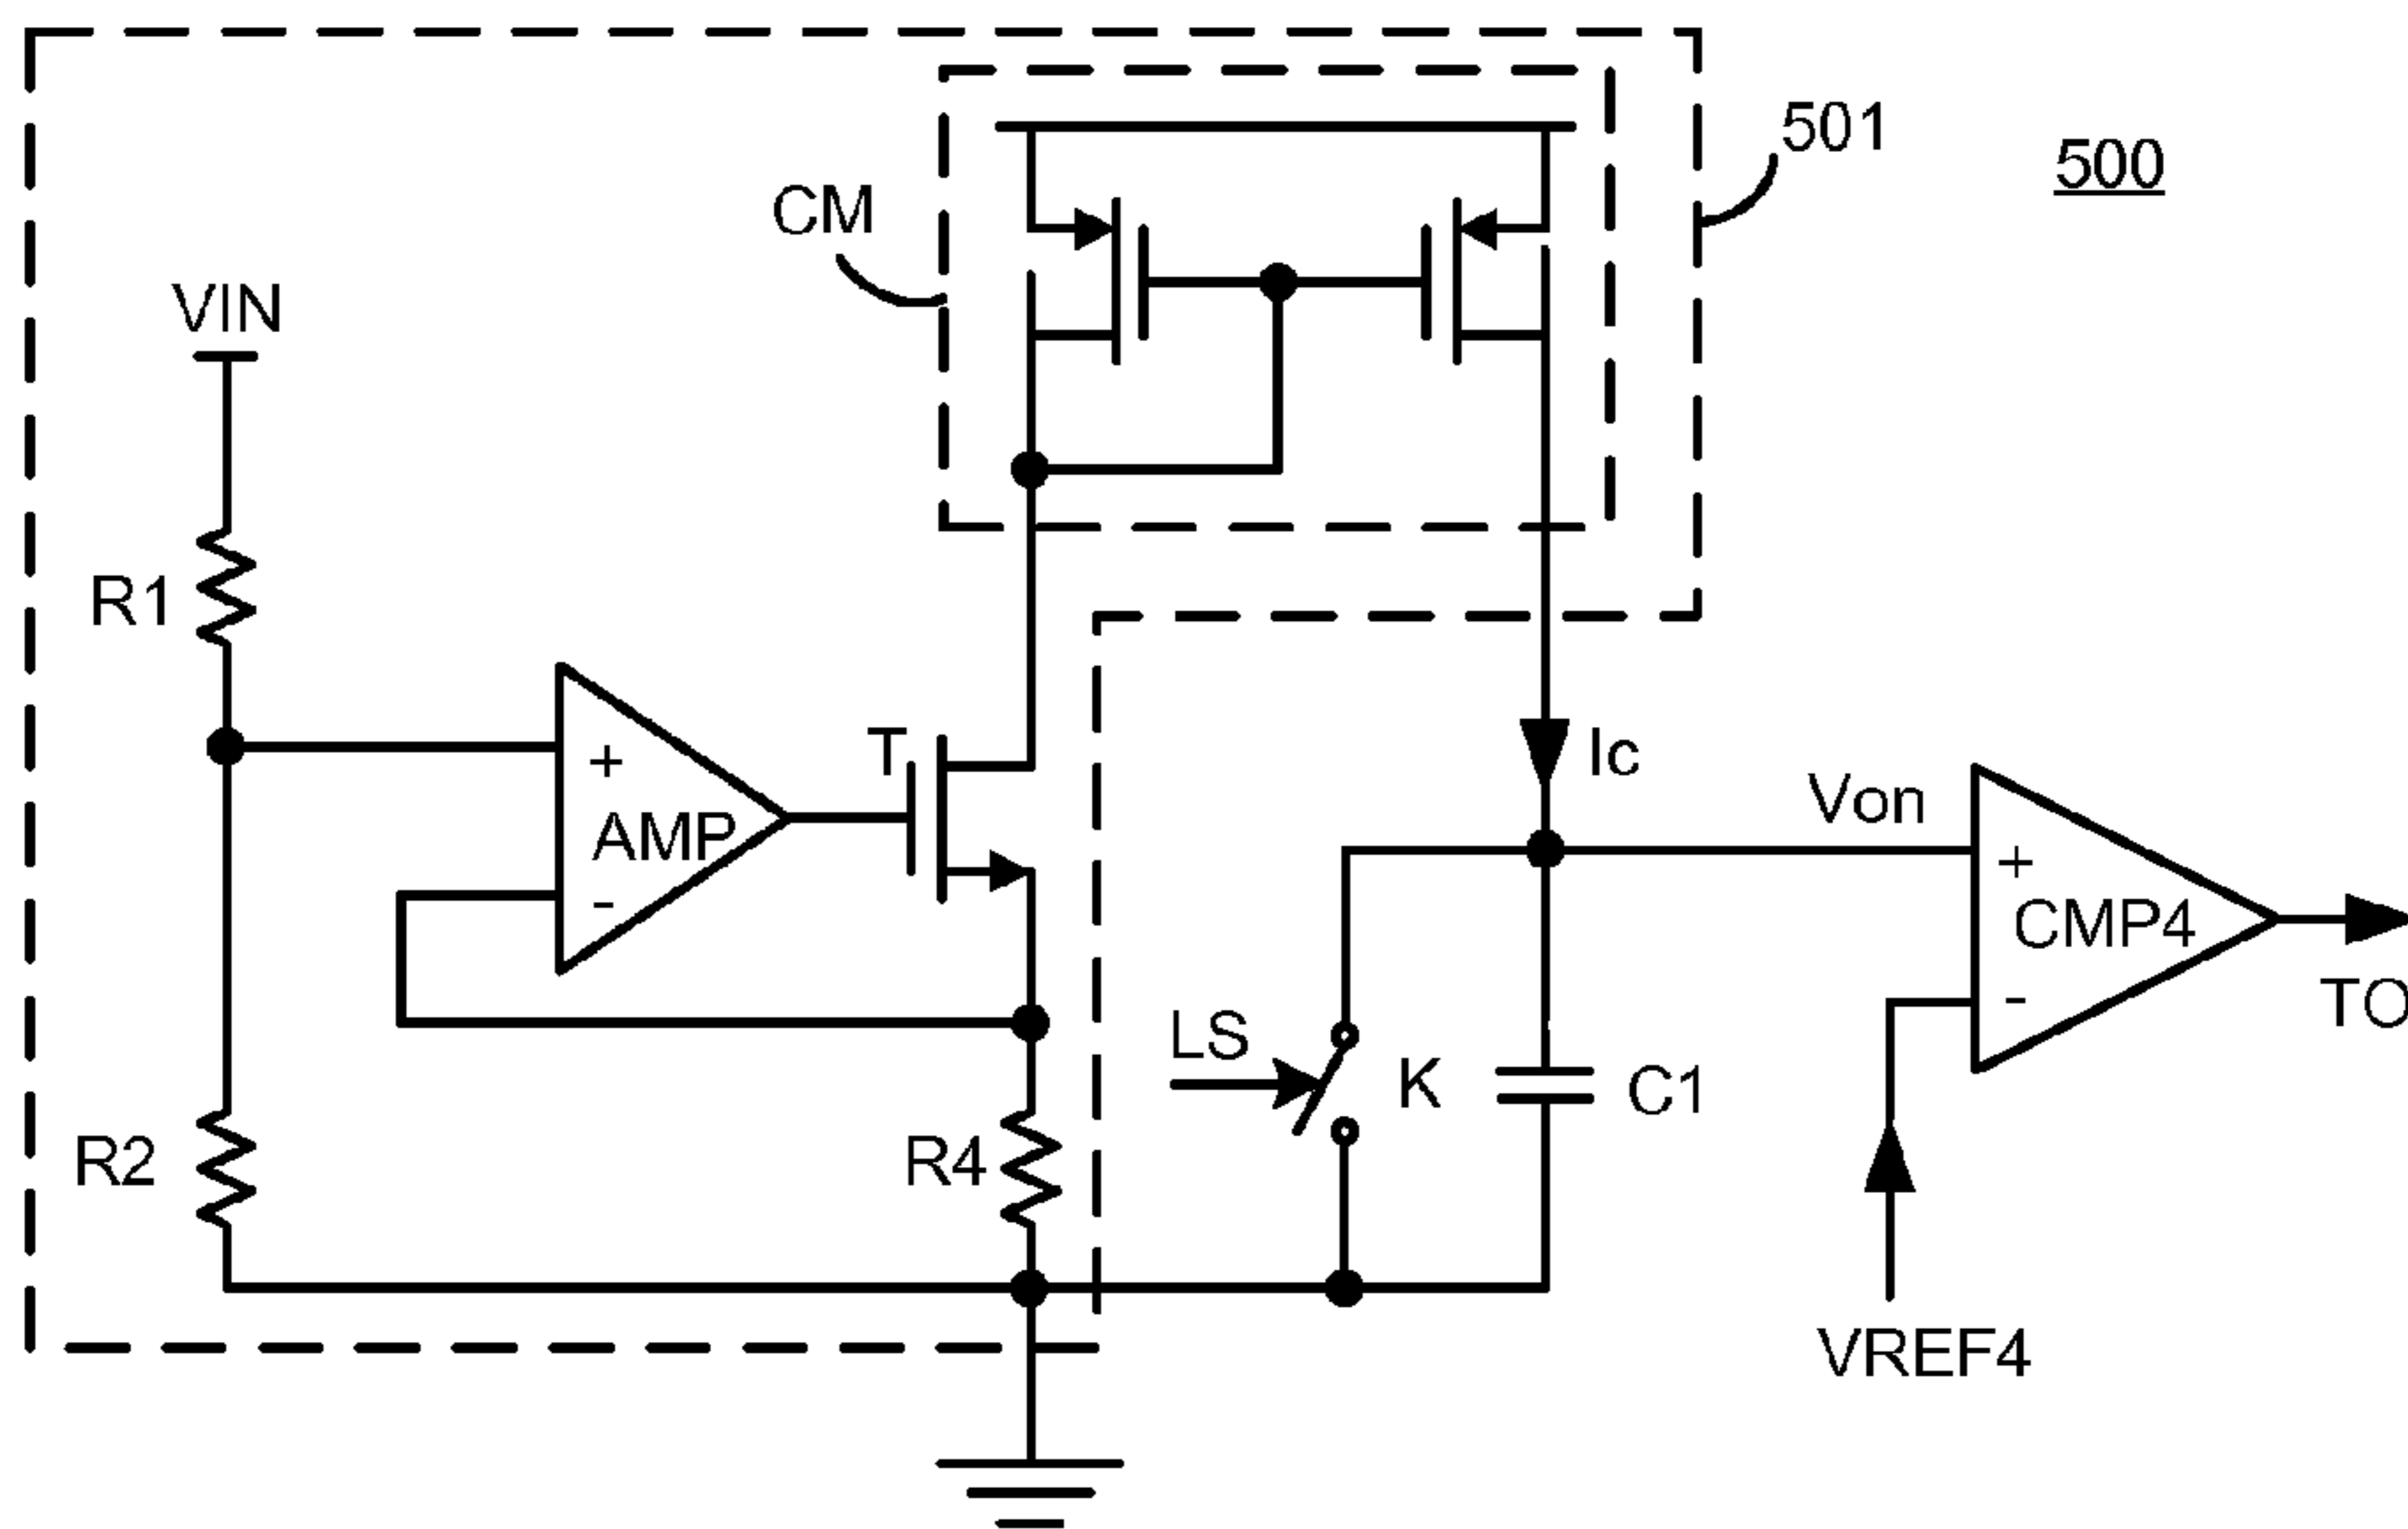 501
500
CM
VIN
R1
T
+
AMP
-
Ic
Von
+
CMP4
-
TO
LS
K
C1
R2
R4
VREF4